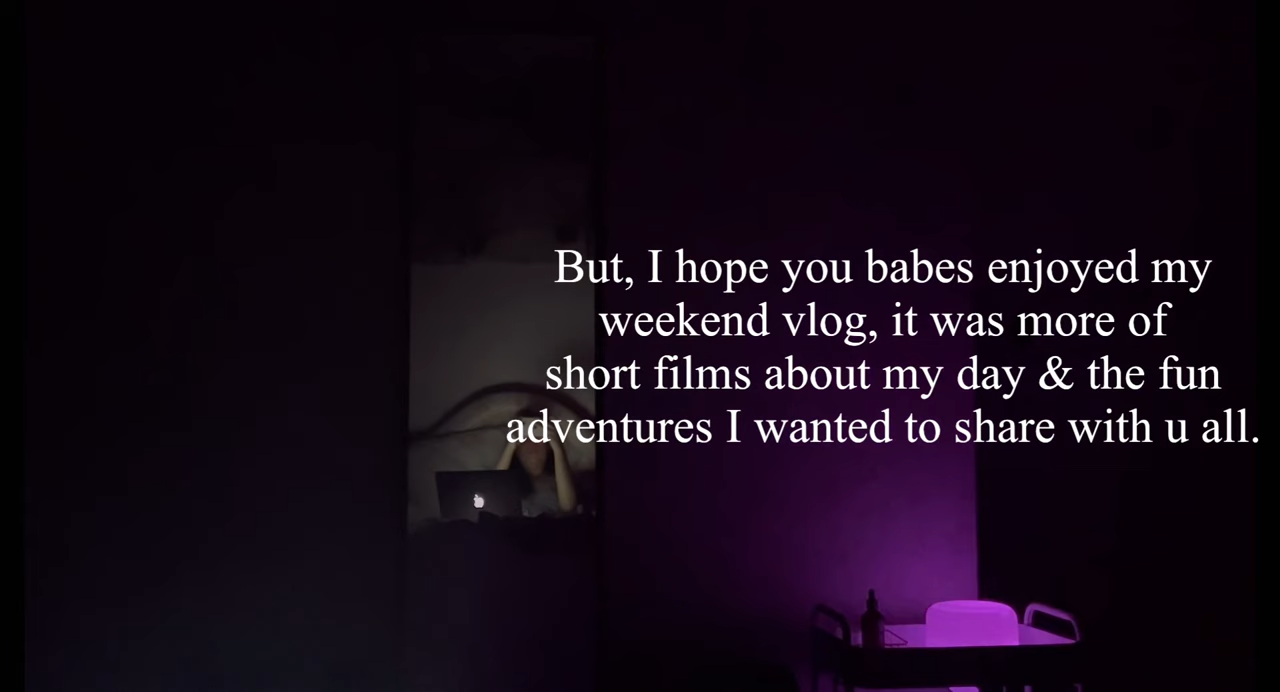 But, I hope you babes enjoyed my
weekend vlog, it was more of
short films about my day & the fun
adventures I wanted to share with u all.